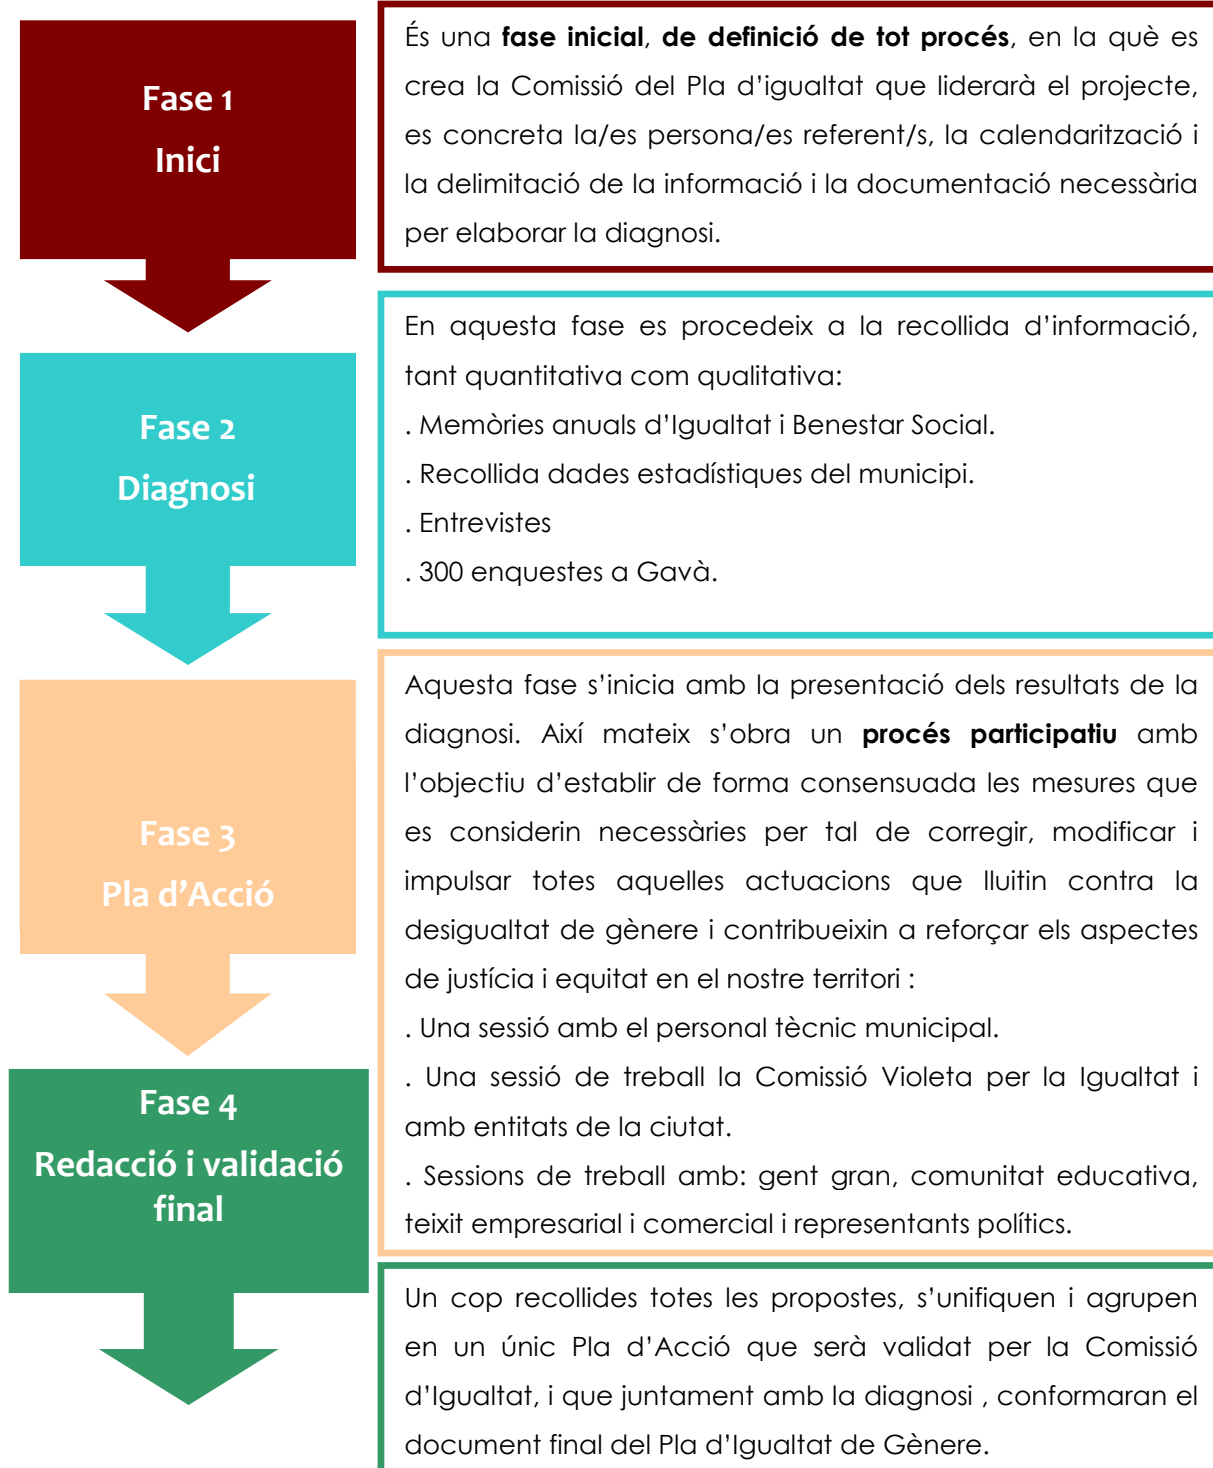 Fase 1
Inici
És una fase inicial, de definició de tot procés, en la què es
crea la Comissió del Pla d’igualtat que liderarà el projecte,
es concreta la/es persona/es referent/s, la calendarització i
la delimitació de la informació i la documentació necessària
per elaborar la diagnosi.
Fase 2
Diagnosi
En aquesta fase es procedeix a la recollida d’informació,
tant quantitativa com qualitativa:
. Memòries anuals d’Igualtat i Benestar Social.
. Recollida dades estadístiques del municipi.
. Entrevistes
. 300 enquestes a Gavà.
Fase 3
Pla d’Acció
Aquesta fase s’inicia amb la presentació dels resultats de la
diagnosi. Així mateix s’obra un procés participatiu amb
l’objectiu d’establir de forma consensuada les mesures que
es considerin necessàries per tal de corregir, modificar i
impulsar totes aquelles actuacions que lluitin contra la
desigualtat de gènere i contribueixin a reforçar els aspectes
de justícia i equitat en el nostre territori :
. Una sessió amb el personal tècnic municipal.
. Una sessió de treball la Comissió Violeta per la Igualtat i
amb entitats de la ciutat.
. Sessions de treball amb: gent gran, comunitat educativa,
teixit empresarial i comercial i representants polítics.
Fase 4
Redacció i validació
final
Un cop recollides totes les propostes, s’unifiquen i agrupen
en un únic Pla d’Acció que serà validat per la Comissió
d’Igualtat, i que juntament amb la diagnosi , conformaran el
document final del Pla d’Igualtat de Gènere.